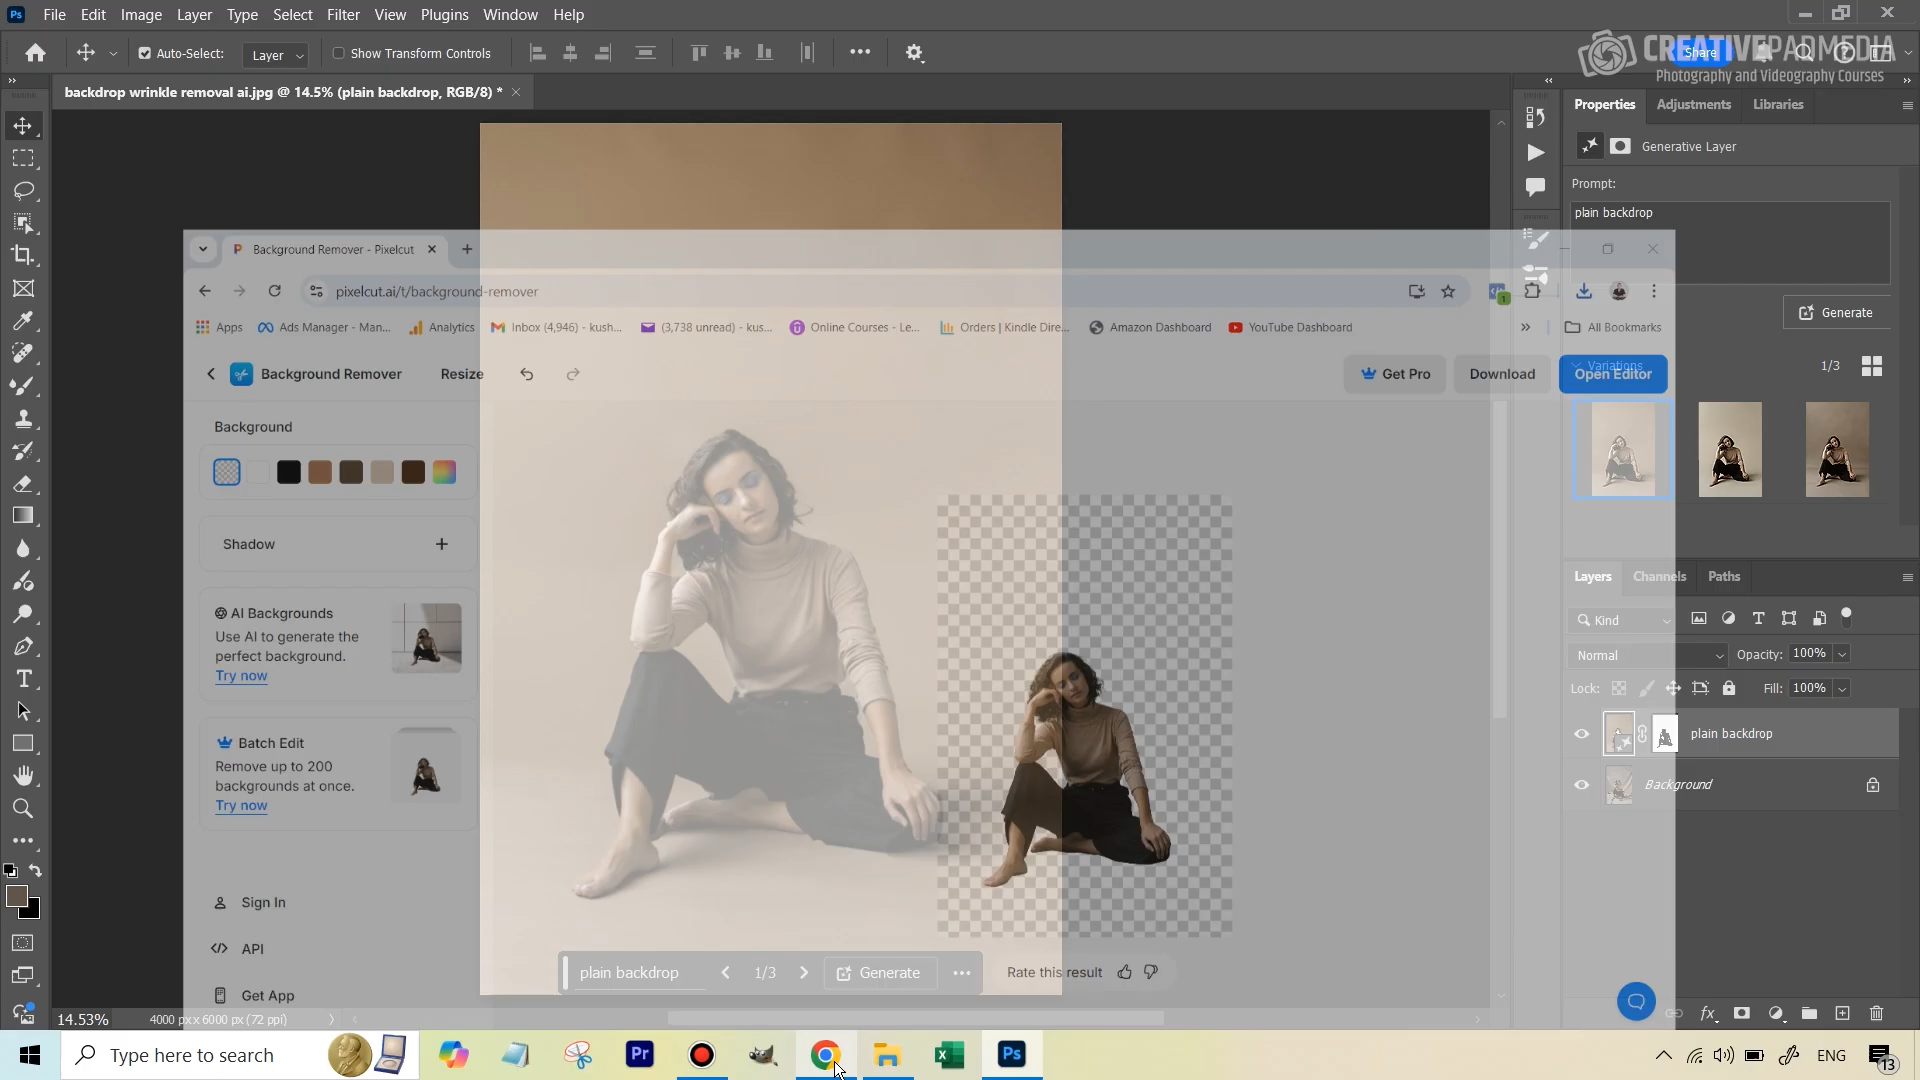 Ps File Edit Image Layer Type Select Filter View Plugins Window Help
Auto-Select: Layer Show Transform Controls
Share
CREATIVEPADMEDIA
Photography and Videography Courses
backdrop wrinkle removal ai.jpg @ 14.5% (plain backdrop, RGB/8) *
Properties Adjustments Libraries
Generative Layer
Prompt:
plain backdrop
Generate
Variations
1/3
Background Remover - Pixelcut
pixelcut.ai/t/background-remover
1
Apps Ads Manager - Man... Analytics Inbox (4,946) - kush... (3,738 unread) - kus... Online Courses - Le... Orders | Kindle Dire... Amazon Dashboard YouTube Dashboard » All Bookmarks
Background Remover Resize Get Pro Download Open Editor
Background
Shadow
AI Backgrounds
Use AI to generate the
perfect background.
Try now
Batch Edit
Remove up to 200
backgrounds at once.
Try now
Sign In
API
Get App
plain backdrop 1/3 Generate
Rate this result
Layers Channels Paths
Kind
Normal Opacity: 100%
Lock: Fill: 100%
plain backdrop
Background
fx
14.53% 4000 px x 6000 px (72 ppi)
Type here to search
Pr
Ps
ENG
13